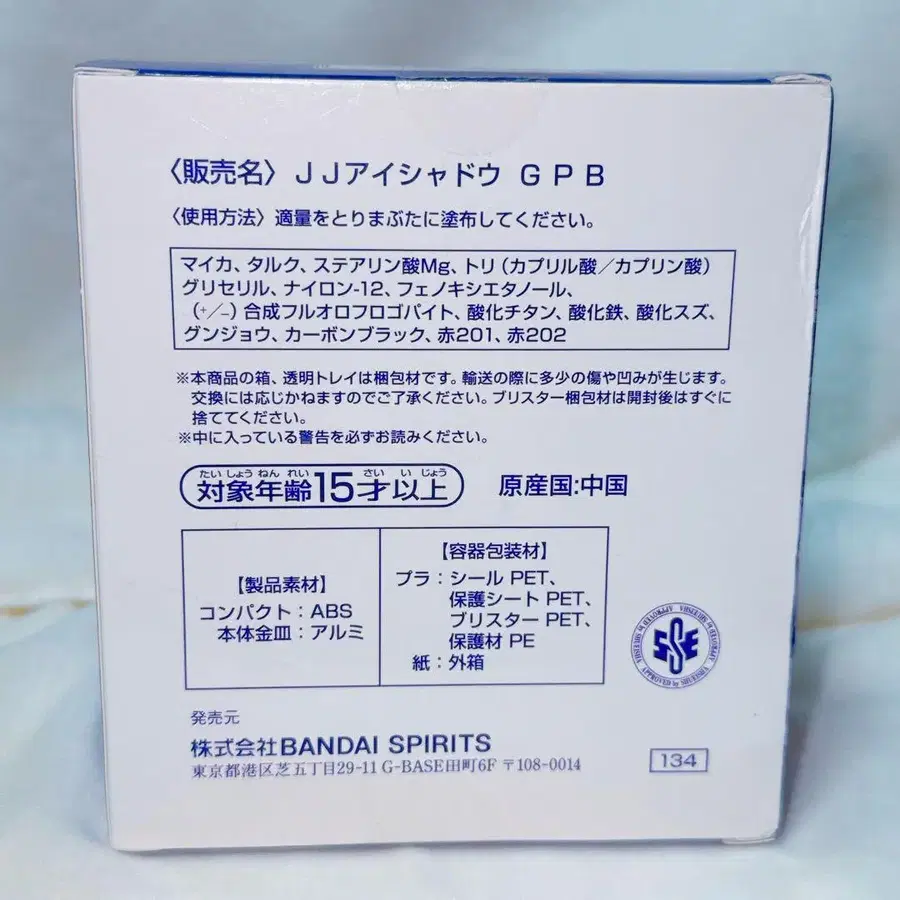 〈販売名〉ＪＪアイシャドウ ＧＰＢ
〈使用方法〉適量をとりまぶたに塗布してください。
マイカ、タルク、ステアリン酸Mg、トリ（カプリル酸／カプリン酸）
グリセリル、ナイロン-12、フェノキシエタノール、
（+／−）合成フルオロフロゴパイト、酸化チタン、酸化鉄、酸化スズ、
グンジョウ、カーボンブラック、赤201、赤202
※本商品の箱、透明トレイは梱包材です。輸送の際に多少の傷や凹みが生じます。
交換には応じかねますのでご了承ください。ブリスター梱包材は開封後はすぐに
捨ててください。
※中に入っている警告を必ずお読みください。
たいしょうねんれい さいいじょう
対象年齢15才以上
原産国:中国
【製品素材】
コンパクト：ABS
本体金皿：アルミ
【容器包装材】
プラ：シール PET、
保護シート PET、
ブリスター PET、
保護材 PE
紙：外箱
APPROVED by SHUEISHA APPROVED by SHUEISHA
発売元
株式会社BANDAI SPIRITS
東京都港区芝五丁目29-11 G-BASE田町6F 〒108-0014
134